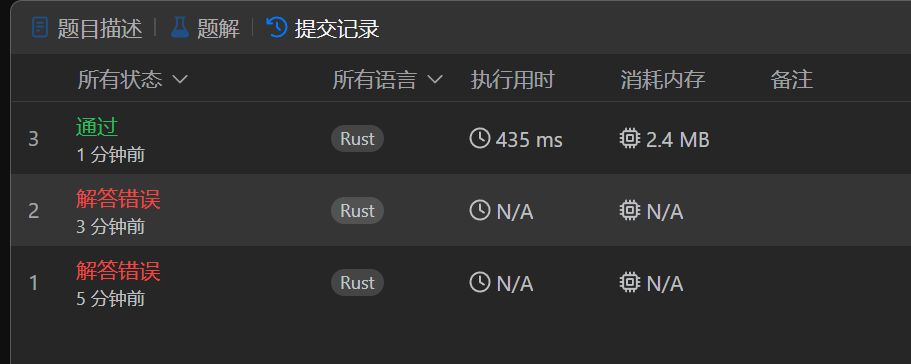 题目描述 题解 提交记录
所有状态 所有语言 执行用时 消耗内存 备注
3 通过 Rust 435 ms 2.4 MB
1 分钟前
2 解答错误 Rust N/A N/A
3 分钟前
1 解答错误 Rust N/A N/A
5 分钟前